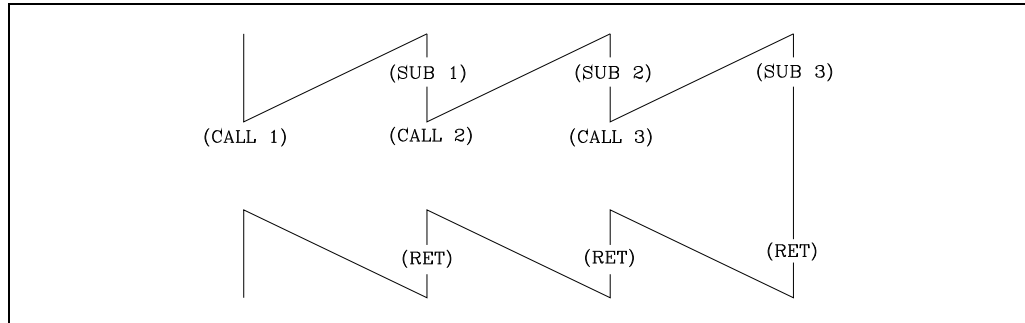 (SUB 1) (SUB 2) (SUB 3)
(CALL 1) (CALL 2) (CALL 3)
(RET) (RET) (RET)